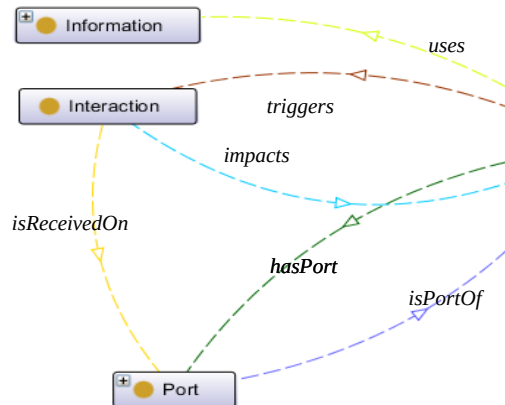 Information
uses
Interaction
triggers
impacts
isReceivedOn
hasPort
isPortOf
Port